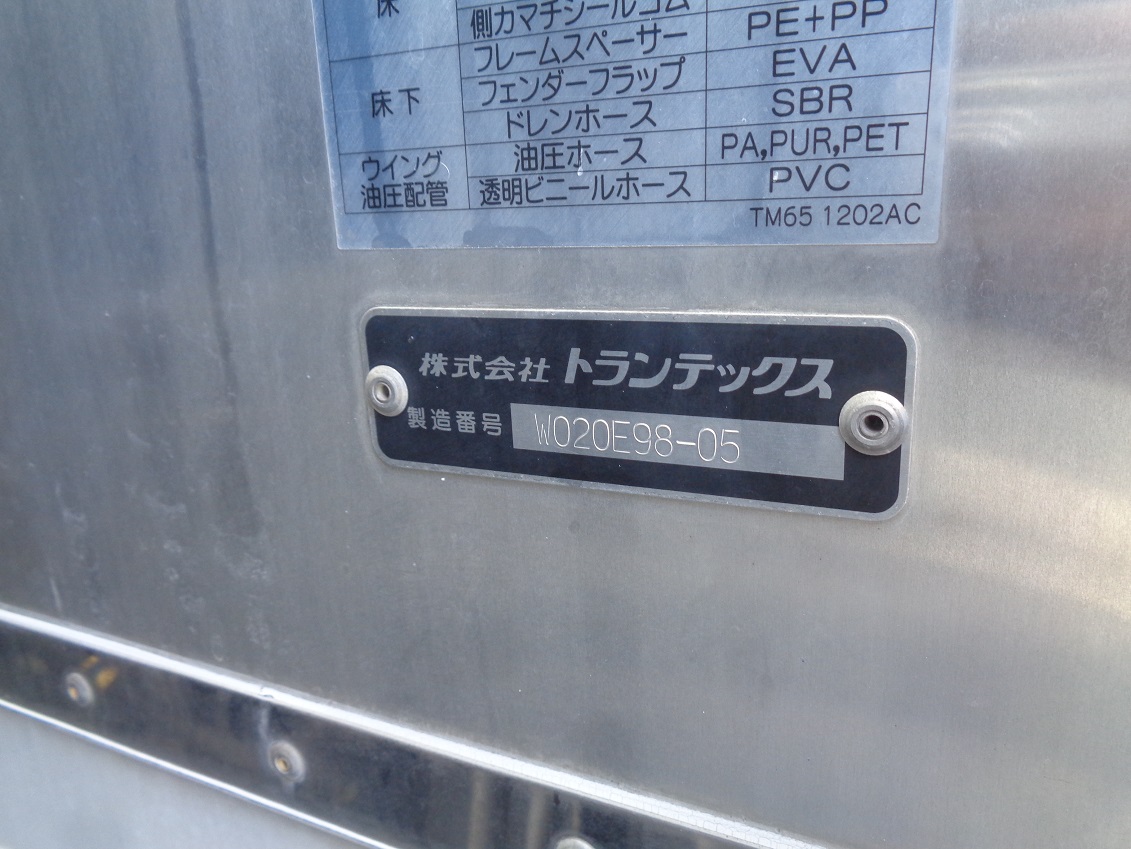 床 側カマチシールゴム PE+PP
フレームスペーサー
床下 フェンダーフラップ EVA
ドレンホース SBR
ウイング 油圧ホース PA,PUR,PET
油圧配管 透明ビニールホース PVC
TM65 1202AC
株式会社 トランテックス
製造番号 W020E98-05